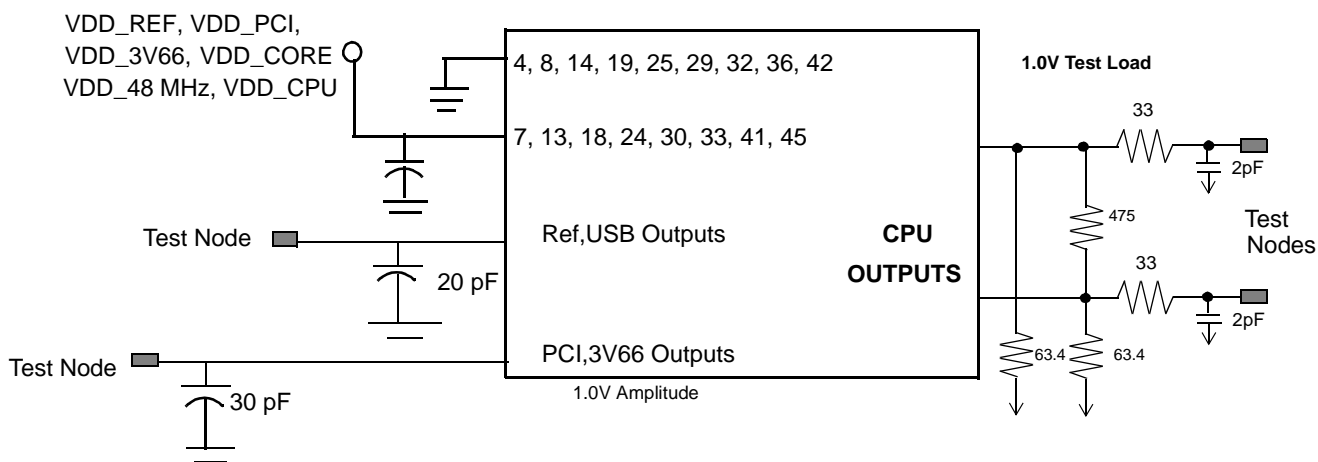 VDD_REF, VDD_PCI,
VDD_3V66, VDD_CORE
VDD_48 MHz, VDD_CPU
4, 8, 14, 19, 25, 29, 32, 36, 42
7, 13, 18, 24, 30, 33, 41, 45
Test Node
Ref,USB Outputs
20 pF
CPU
OUTPUTS
Test Node
PCI,3V66 Outputs
30 pF
1.0V Amplitude
1.0V Test Load
33
2pF
475
Test
Nodes
33
2pF
63.4
63.4